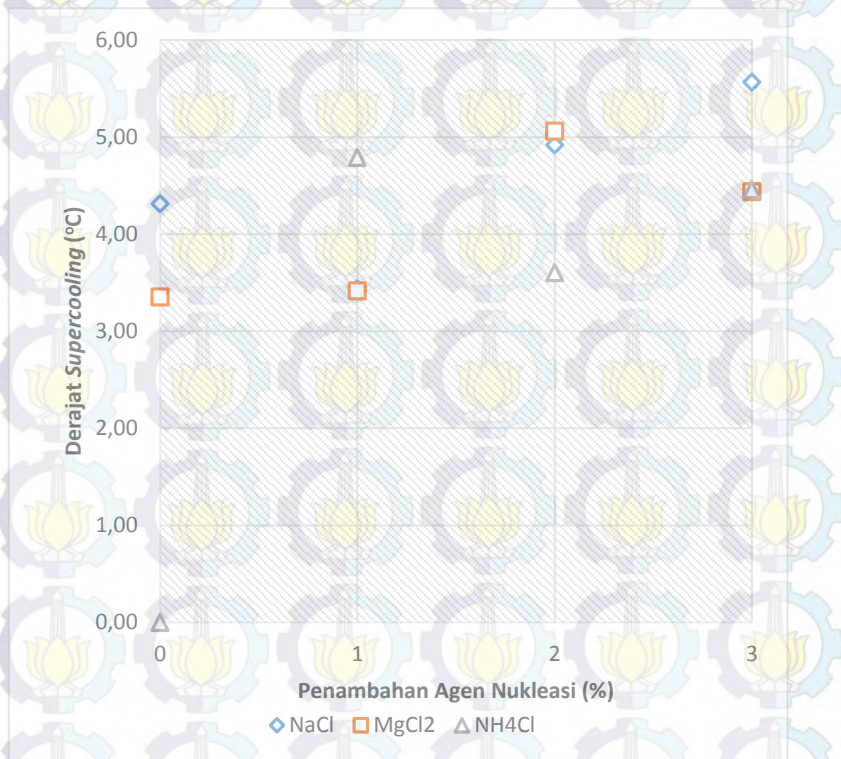 6,00
5,00
4,00
3,00
2,00
1,00
0,00
Derajat Supercooling (°C)
0 1 2 3
Penambahan Agen Nukleasi (%)
NaCl MgCl2 NH4Cl